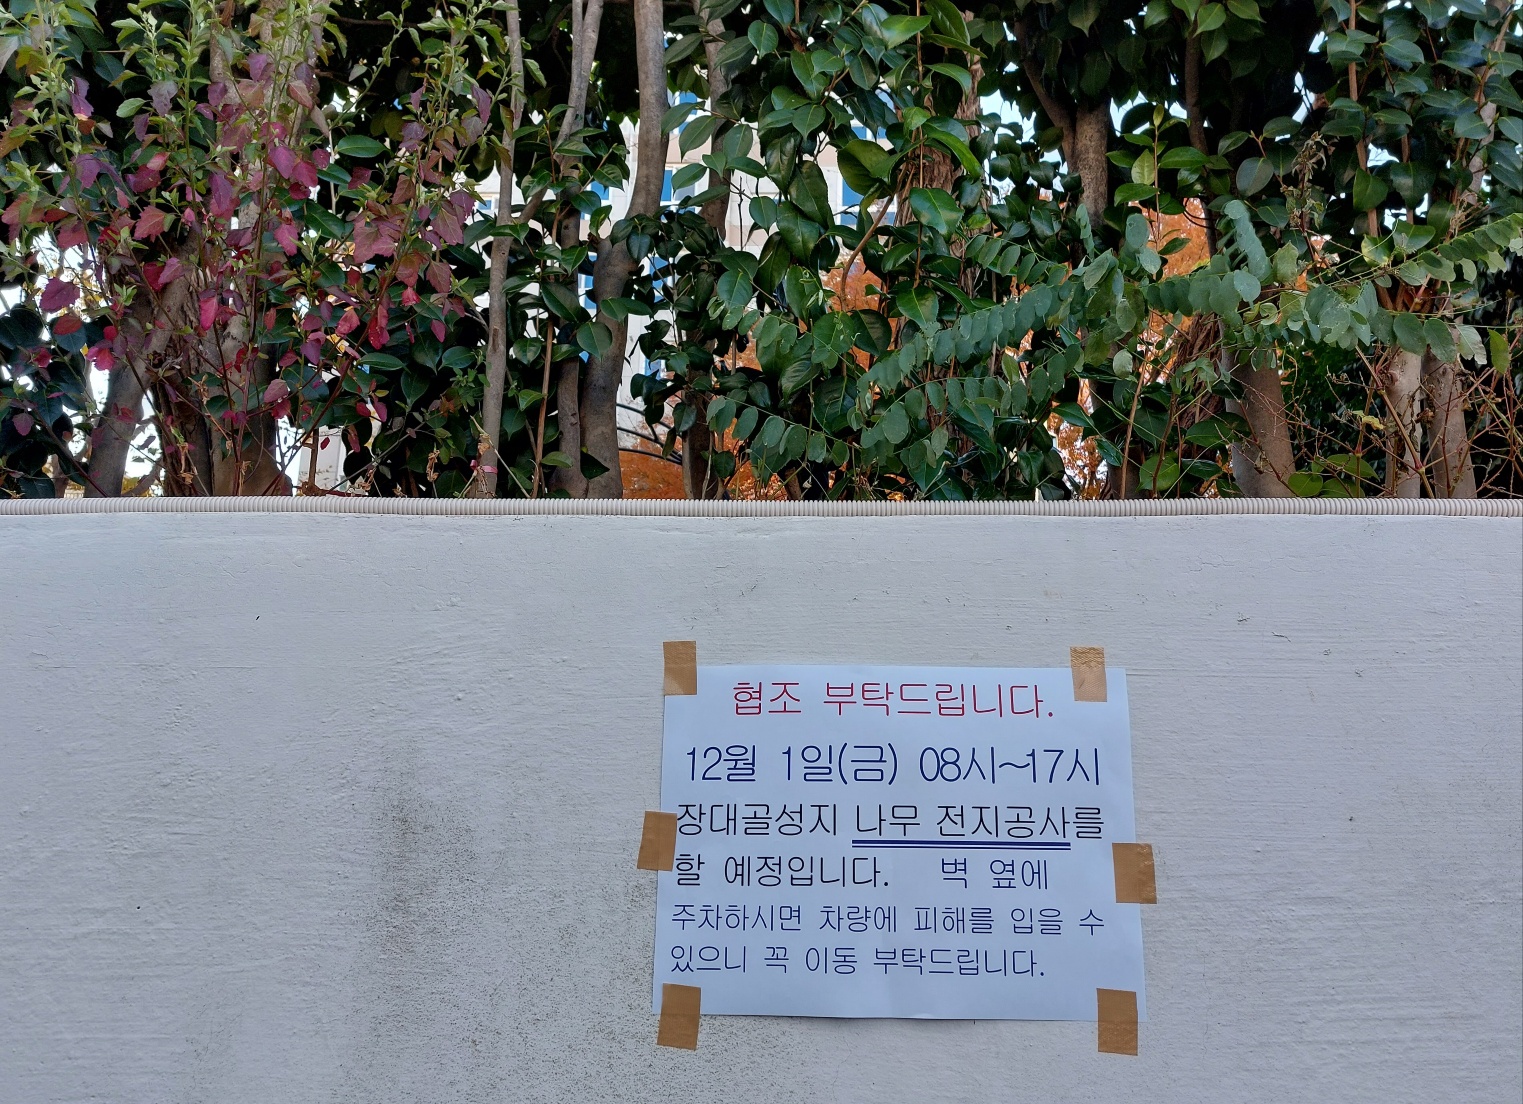 협조 부탁드립니다.
12월 1일(금) 08시~17시
장대골성지 나무 전지공사를
할 예정입니다. 벽 옆에
주차하시면 차량에 피해를 입을 수
있으니 꼭 이동 부탁드립니다.